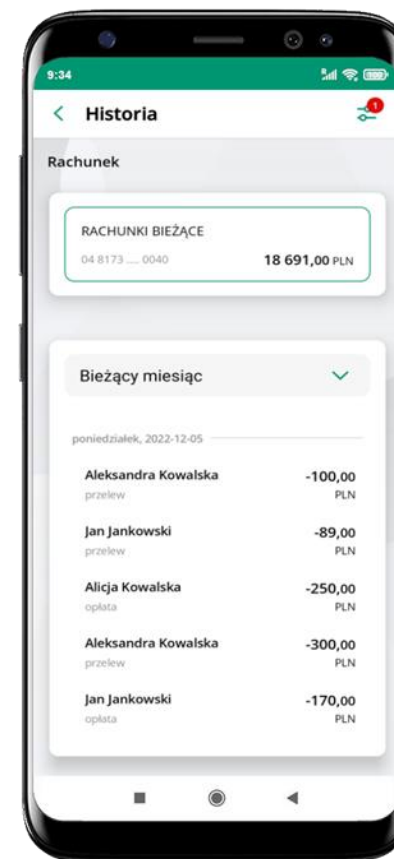 9:34
Historia
1
Rachunek
RACHUNKI BIEŻĄCE
04 8173 .... 0040 18 691,00 PLN
Bieżący miesiąc
poniedziałek, 2022-12-05
Aleksandra Kowalska -100,00
przelew PLN
Jan Jankowski -89,00
przelew PLN
Alicja Kowalska -250,00
opłata PLN
Aleksandra Kowalska -300,00
przelew PLN
Jan Jankowski -170,00
opłata PLN